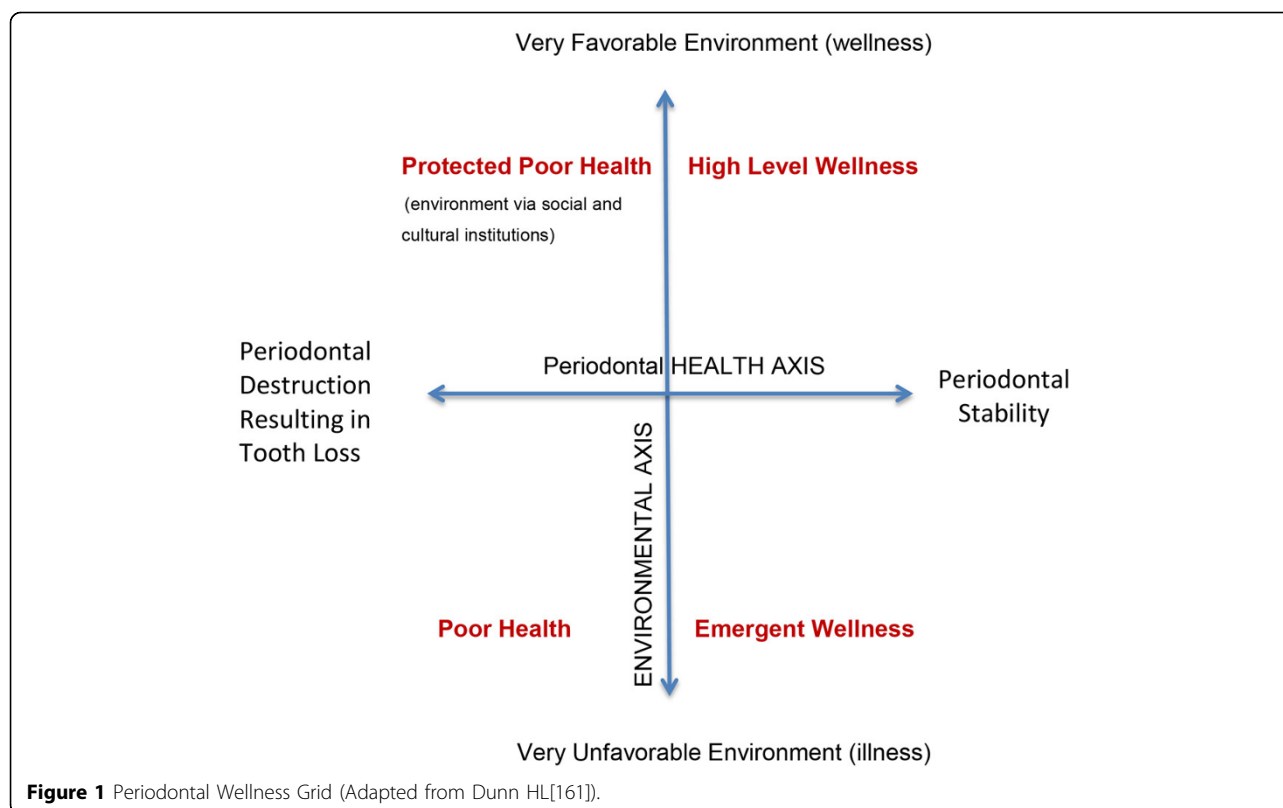 Very Favorable Environment (wellness)
Protected Poor Health
(environment via social and
cultural institutions)
High Level Wellness
Periodontal
Destruction
Resulting in
Tooth Loss
Periodontal HEALTH AXIS
Periodontal
Stability
ENVIRONMENTAL AXIS
Poor Health
Emergent Wellness
Very Unfavorable Environment (illness)
Figure 1 Periodontal Wellness Grid (Adapted from Dunn HL[161]).